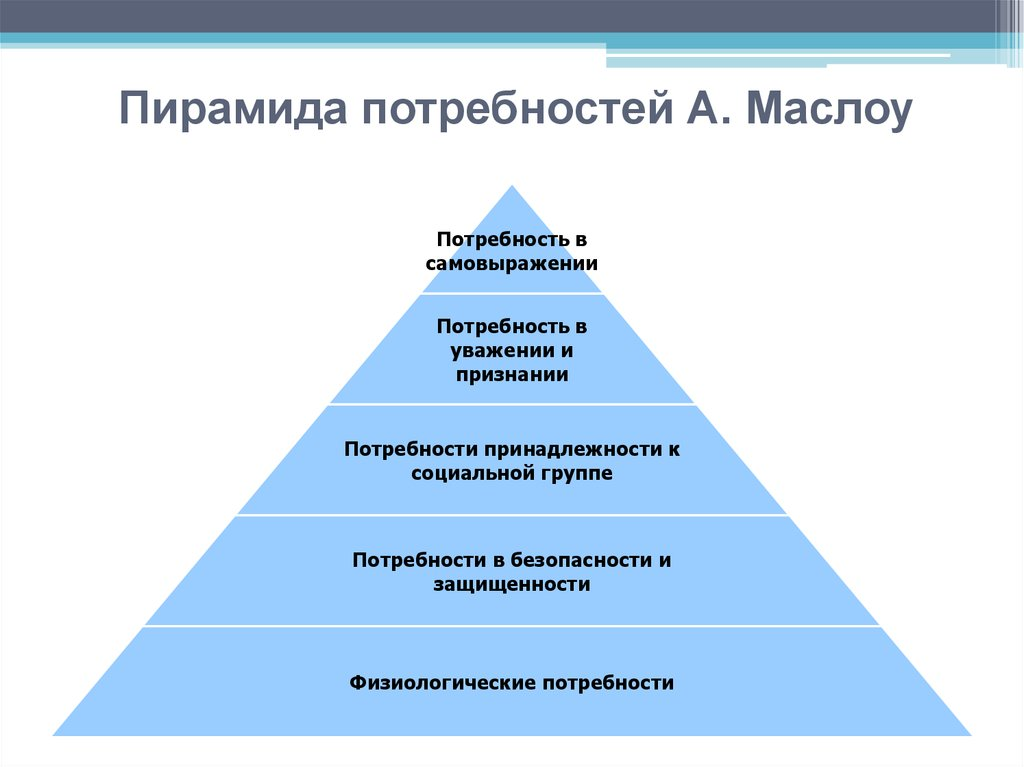 Пирамида потребностей А. Маслоу
Потребность в
самовыражении
Потребность в
уважении и
признании
Потребности принадлежности к
социальной группе
Потребности в безопасности и
защищенности
Физиологические потребности